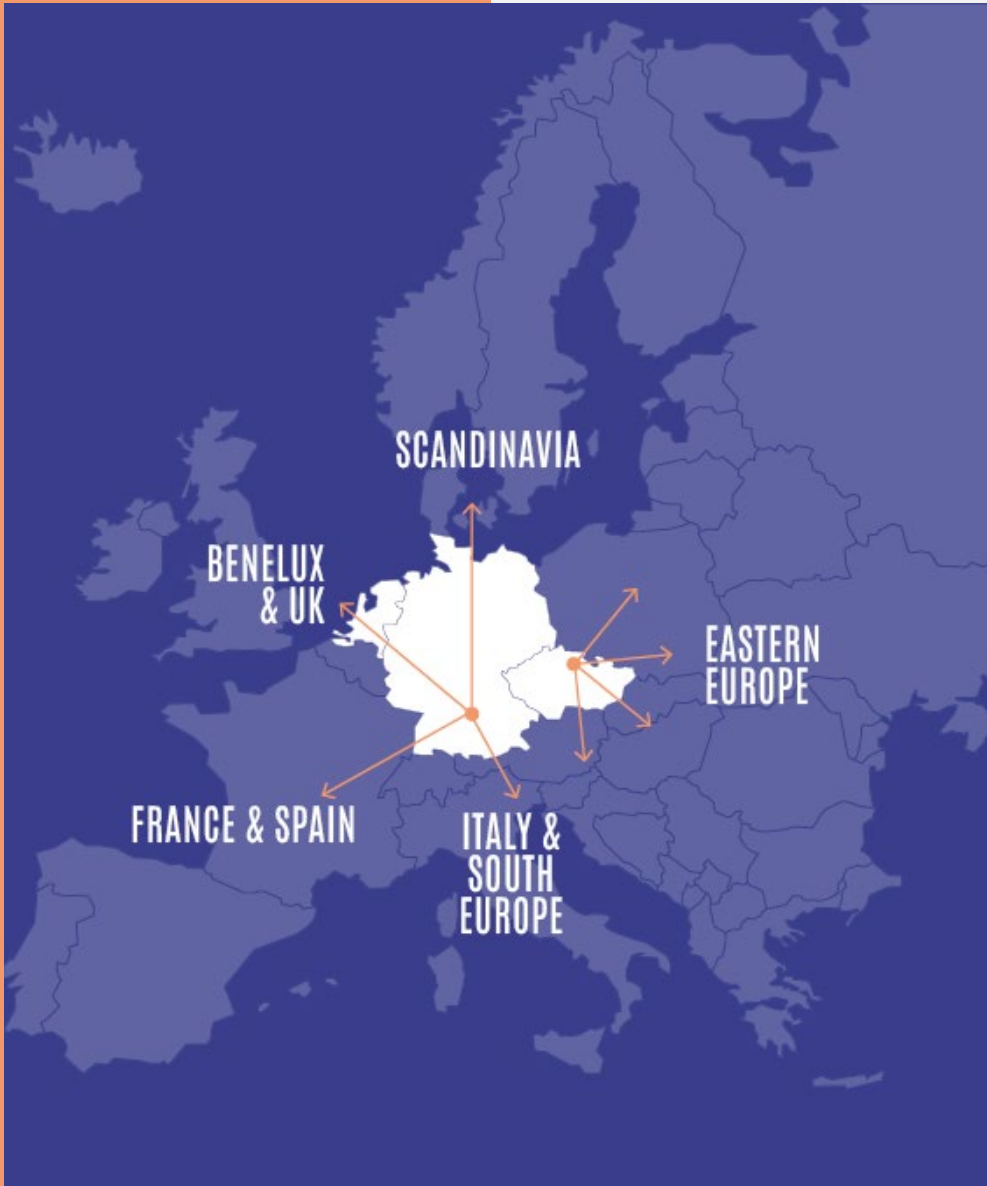 SCANDINAVIA
BENELUX
& UK
EASTERN
EUROPE
FRANCE & SPAIN
ITALY &
SOUTH
EUROPE